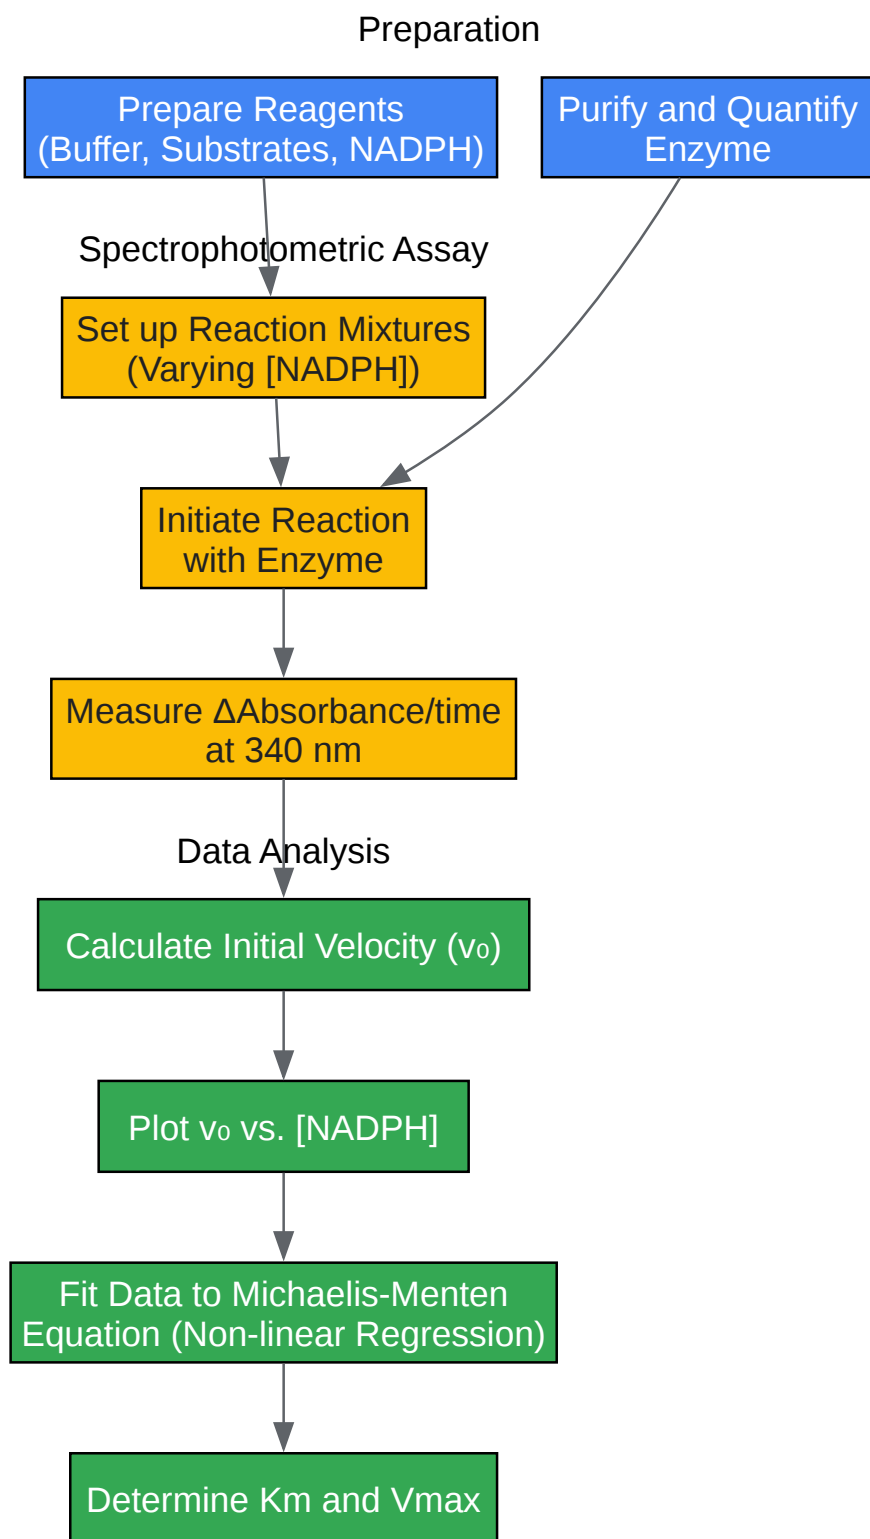 Preparation
Prepare Reagents
(Buffer, Substrates, NADPH)
Purify and Quantify
Enzyme
Spectrophotometric Assay
Set up Reaction Mixtures
(Varying [NADPH])
Initiate Reaction
with Enzyme
Measure ΔAbsorbance/time
at 340 nm
Data Analysis
Calculate Initial Velocity (v₀)
Plot v₀ vs. [NADPH]
Fit Data to Michaelis-Menten
Equation (Non-linear Regression)
Determine Km and Vmax